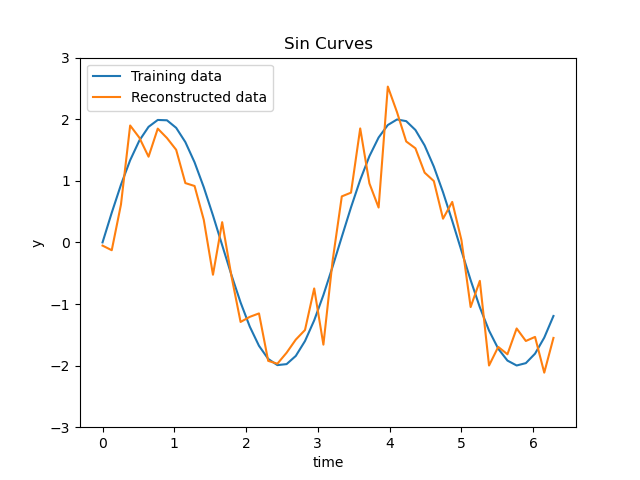 Sin Curves
Training data
Reconstructed data
3
2
1
0
−1
−2
−3
y
0 1 2 3 4 5 6
time